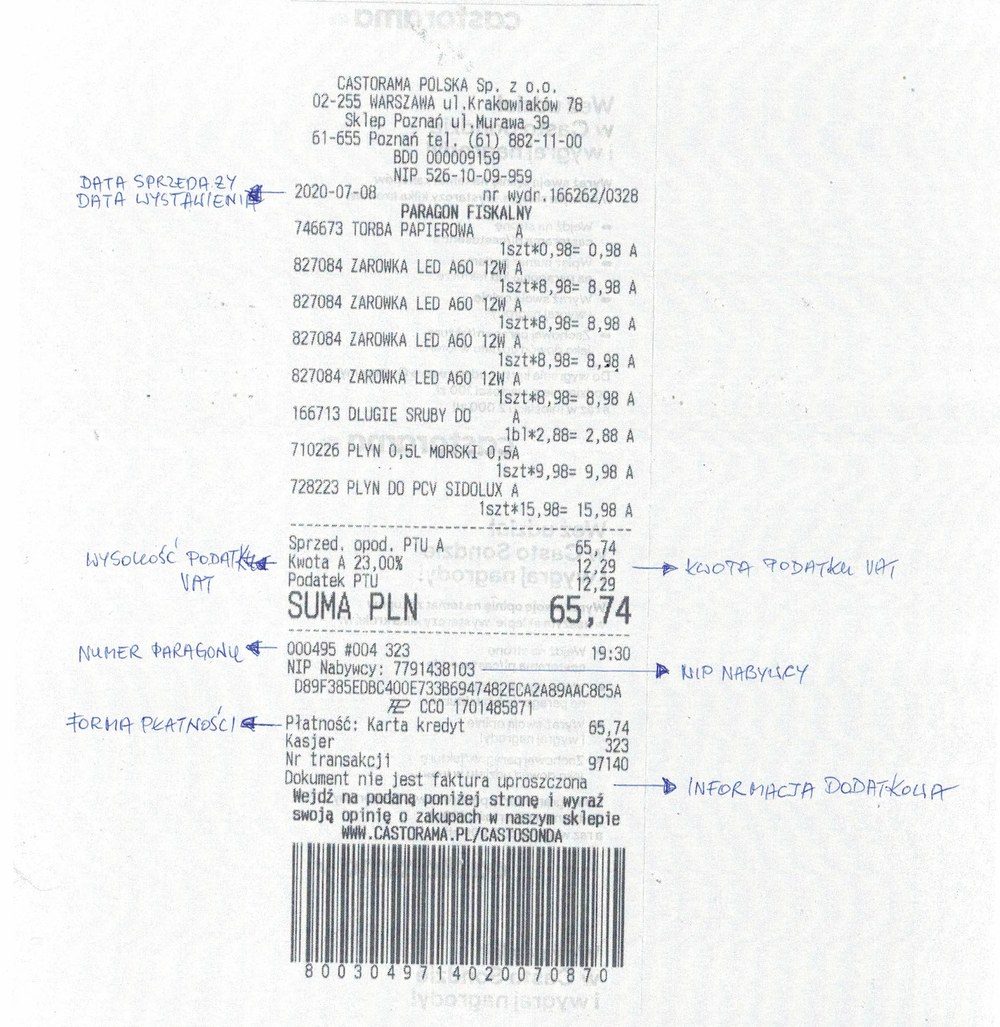 castorama
CASTORAMA POLSKA Sp. z o.o.
02-255 WARSZAWA ul.Krakowiaków 78
Sklep Poznań ul.Murawa 39
61-655 Poznań tel. (61) 882-11-00
BDO 000009159
NIP 526-10-09-959
DATA SPRZEDAŻY
DATA WYSTAWIENIA
2020-07-08 nr wydr.166262/0328
PARAGON FISKALNY
746673 TORBA PAPIEROWA A
1szt*0,98= 0,98 A
827084 ZAROWKA LED A60 12W A
1szt*8,98= 8,98 A
827084 ZAROWKA LED A60 12W A
1szt*8,98= 8,98 A
827084 ZAROWKA LED A60 12W A
1szt*8,98= 8,98 A
827084 ZAROWKA LED A60 12W A
1szt*8,98= 8,98 A
166713 DLUGIE SRUBY DO A
1bl*2,88= 2,88 A
710226 PLYN 0,5L MORSKI 0,5A
1szt*9,98= 9,98 A
728223 PLYN DO PCV SIDOLUX A
1szt*15,98= 15,98 A
Sprzed. opod. PTU A 65,74
WYSOKOŚĆ PODATKU
VAT
Kwota A 23,00% 12,29
KWOTA PODATKU VAT
Podatek PTU 12,29
SUMA PLN 65,74
NUMER PARAGONU
000495 #004 323 19:30
NIP Nabywcy: 7791438103
NIP NABYWCY
D89F385EDBC400E733B6947482ECA2A89AAC8C5A
CCO 1701485871
FORMA PŁATNOŚCI
Płatność: Karta kredyt 65,74
Kasjer 323
Nr transakcji 97140
Dokument nie jest faktura uproszczona
INFORMACJA DODATKOWA
Wejdź na podaną poniżej stronę i wyraź
swoją opinię o zakupach w naszym sklepie
WWW.CASTORAMA.PL/CASTOSONDA
8003049714020070870